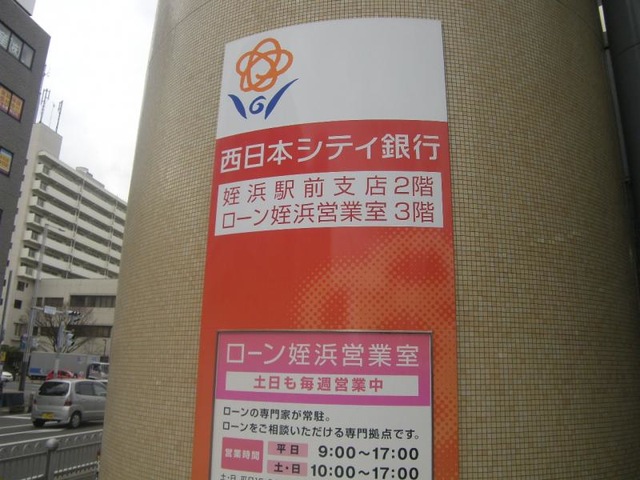 西日本シティ銀行
姪浜駅前支店2階
ローン姪浜営業室3階
ローン姪浜営業室
土日も毎週営業中
ローンの専門家が常駐。
ローンをご相談いただける専門拠点です。
営業時間
平日 9:00〜17:00
土・日 10:00〜17:00